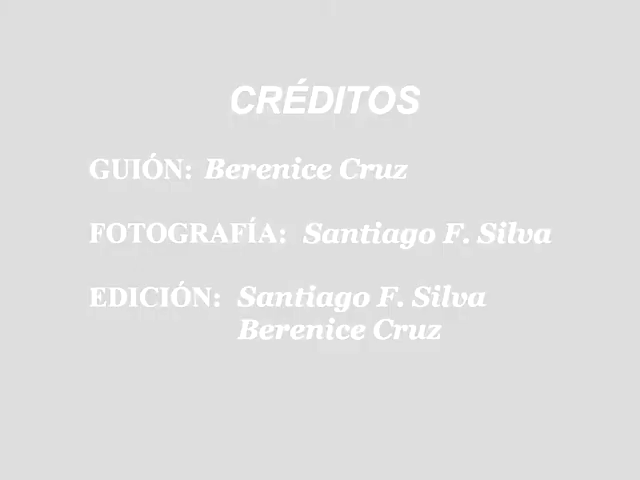 CRÉDITOS
GUIÓN: Berenice Cruz
FOTOGRAFÍA: Santiago F. Silva
EDICIÓN: Santiago F. Silva
Berenice Cruz